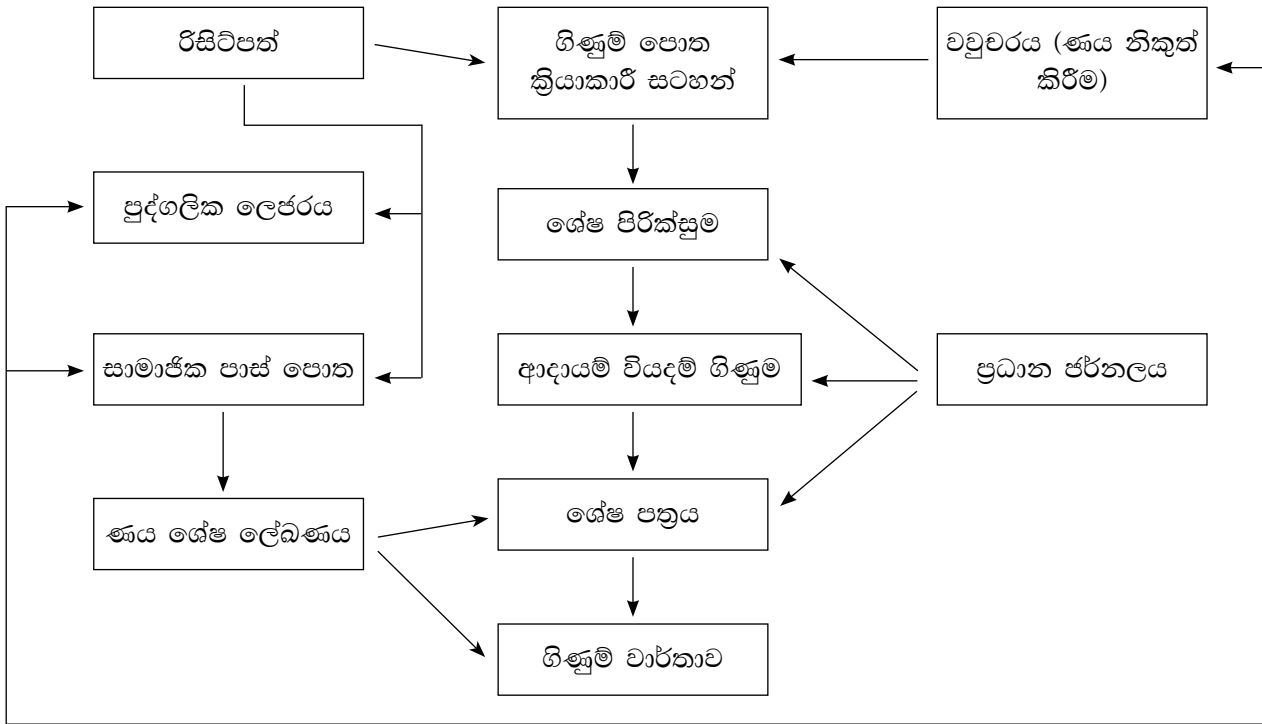 රිසිට්පත්
ගිණුම් පොත
ක්‍රියාකාරී සටහන්
වවුචරය (ණය නිකුත්
කිරීම)
පුද්ගලික ලෙජරය
ශේෂ පිරික්සුම
සාමාජික පාස් පොත
ආදායම් වියදම් ගිණුම
ප්‍රධාන ජර්නලය
ණය ශේෂ ලේඛණය
ශේෂ පත්‍රය
ගිණුම් වාර්තාව